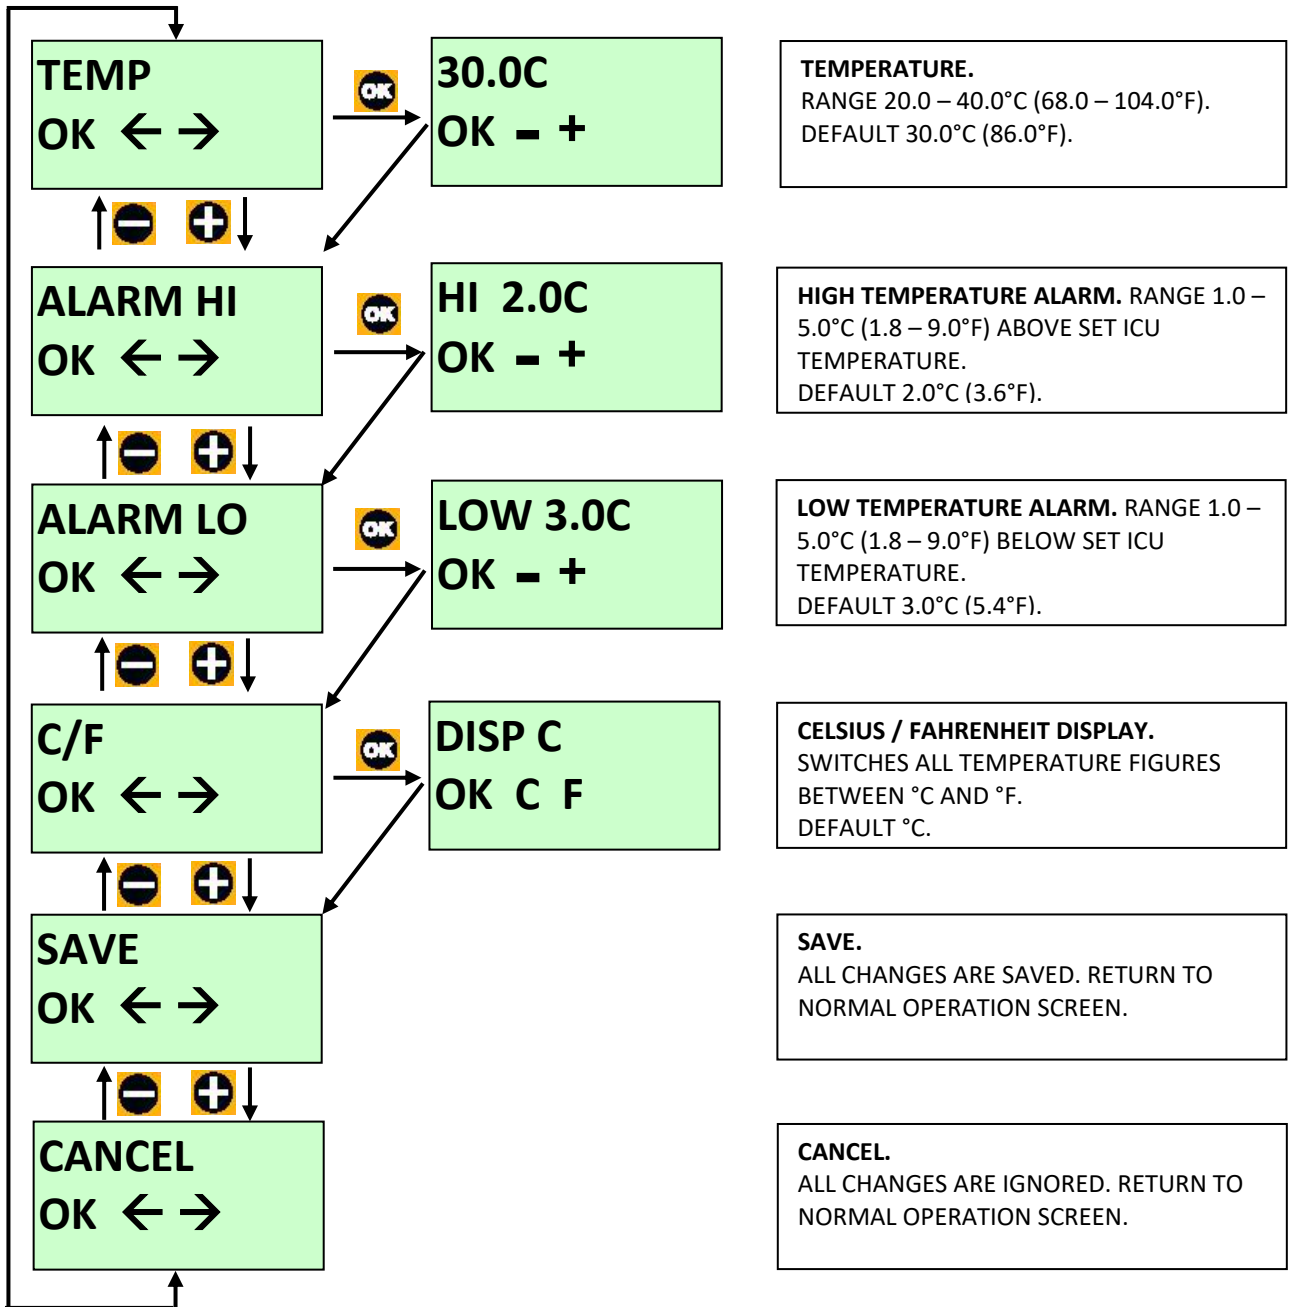 TEMP
OK ← →
OK
30.0C
OK - +
TEMPERATURE.
RANGE 20.0 – 40.0°C (68.0 – 104.0°F).
DEFAULT 30.0°C (86.0°F).
ALARM HI
OK ← →
OK
HI 2.0C
OK - +
HIGH TEMPERATURE ALARM. RANGE 1.0 –
5.0°C (1.8 – 9.0°F) ABOVE SET ICU
TEMPERATURE.
DEFAULT 2.0°C (3.6°F).
ALARM LO
OK ← →
OK
LOW 3.0C
OK - +
LOW TEMPERATURE ALARM. RANGE 1.0 –
5.0°C (1.8 – 9.0°F) BELOW SET ICU
TEMPERATURE.
DEFAULT 3.0°C (5.4°F).
C/F
OK ← →
OK
DISP C
OK C F
CELSIUS / FAHRENHEIT DISPLAY.
SWITCHES ALL TEMPERATURE FIGURES
BETWEEN °C AND °F.
DEFAULT °C.
SAVE
OK ← →
SAVE.
ALL CHANGES ARE SAVED. RETURN TO
NORMAL OPERATION SCREEN.
CANCEL
OK ← →
CANCEL.
ALL CHANGES ARE IGNORED. RETURN TO
NORMAL OPERATION SCREEN.